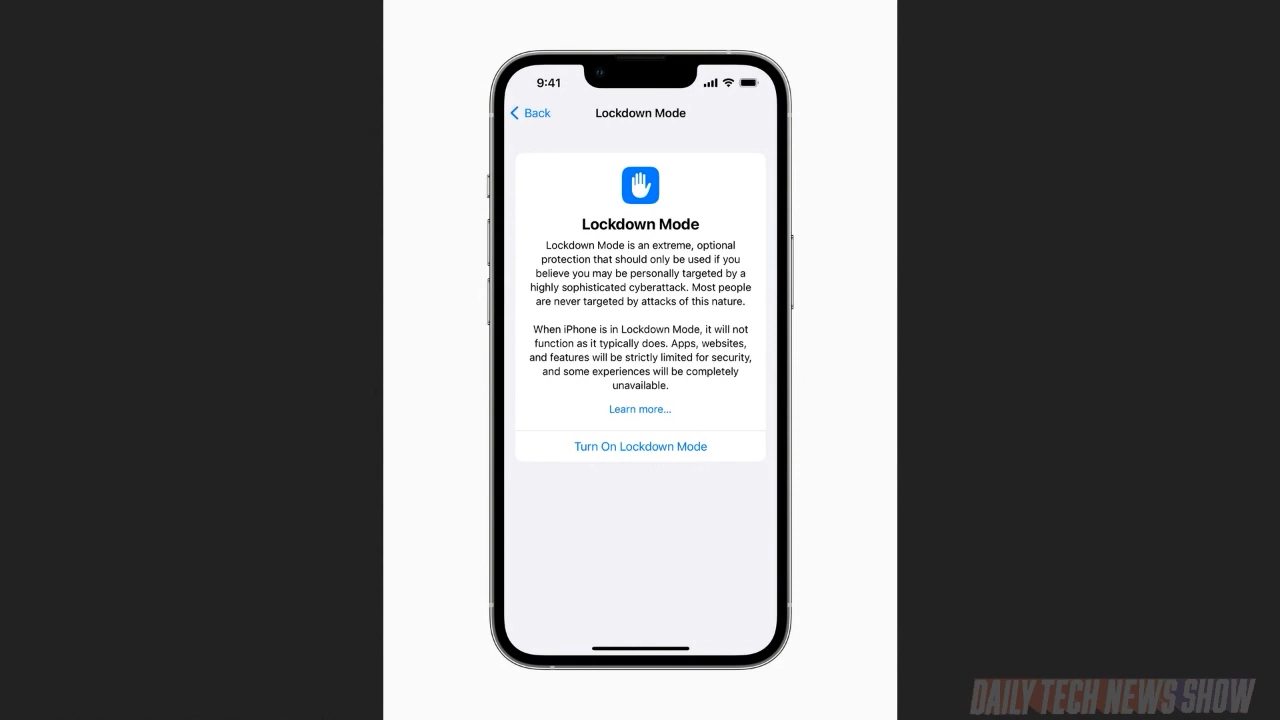 9:41
Back
Lockdown Mode
Lockdown Mode
Lockdown Mode is an extreme, optional
protection that should only be used if you
believe you may be personally targeted by a
highly sophisticated cyberattack. Most people
are never targeted by attacks of this nature.
When iPhone is in Lockdown Mode, it will not
function as it typically does. Apps, websites,
and features will be strictly limited for security,
and some experiences will be completely
unavailable.
Learn more...
Turn On Lockdown Mode
DAILY TECH NEWS SHOW